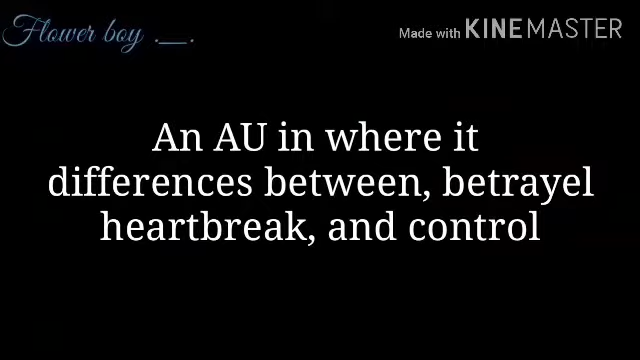 Flower boy ._.
Made with KINEMASTER
An AU in where it
differences between, betrayel
heartbreak, and control